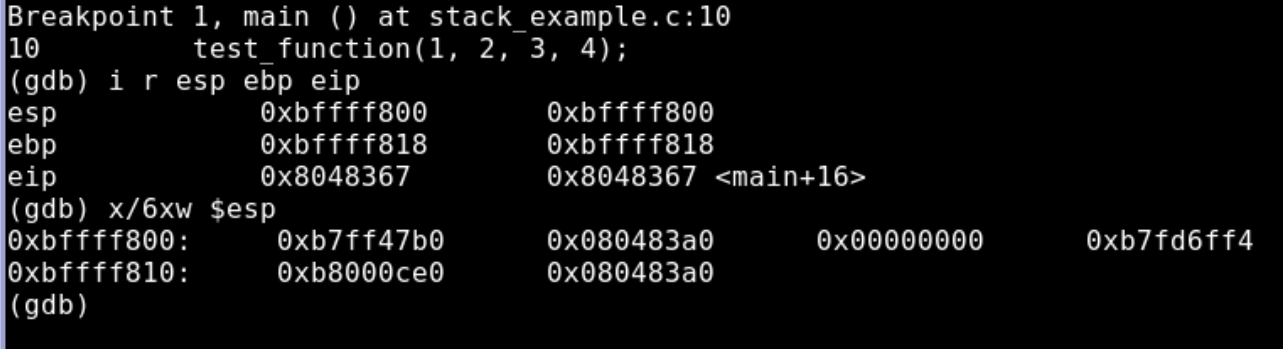 Breakpoint 1, main () at stack_example.c:10
10        test_function(1, 2, 3, 4);
(gdb) i r esp ebp eip
esp            0xbffff800       0xbffff800
ebp            0xbffff818       0xbffff818
eip            0x8048367        0x8048367 <main+16>
(gdb) x/6xw $esp
0xbffff800:     0xb7ff47b0      0x080483a0      0x00000000      0xb7fd6ff4
0xbffff810:     0xb8000ce0      0x080483a0
(gdb)